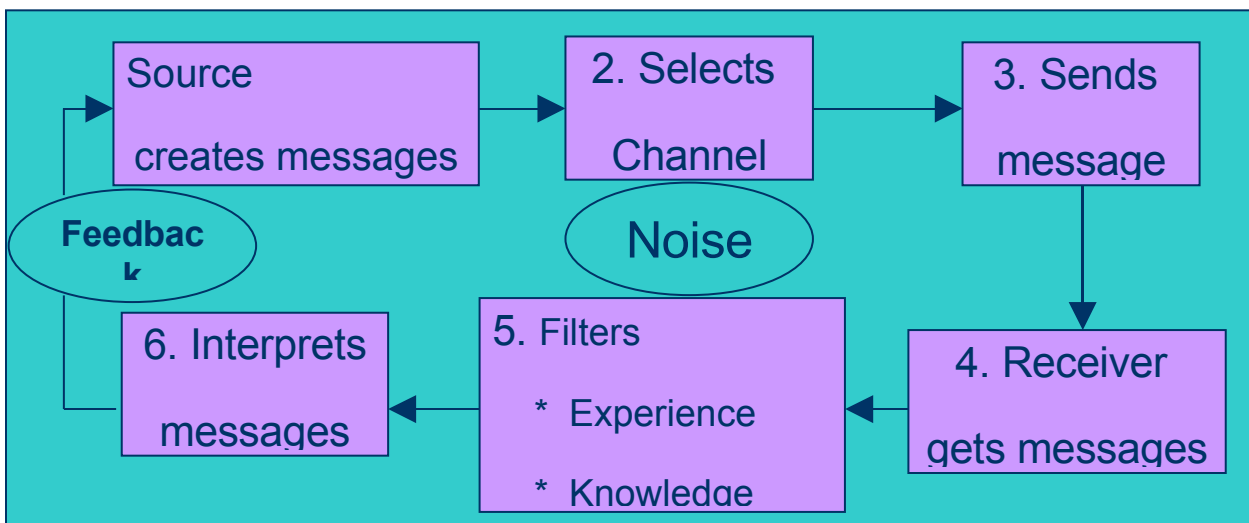 Source
creates messages
2. Selects
Channel
3. Sends
message
Feedbac
k
Noise
4. Receiver
gets messages
5. Filters
* Experience
* Knowledge
6. Interprets
messages